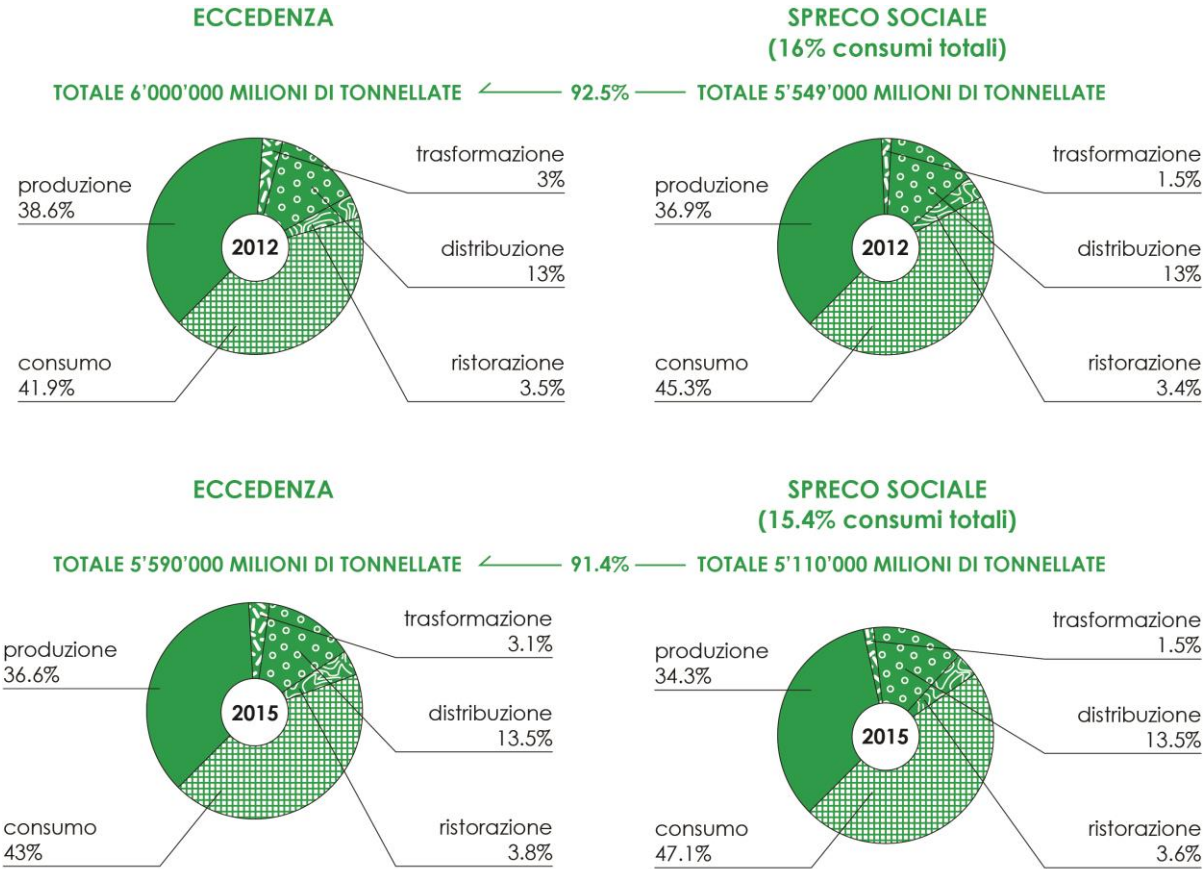 ECCEDENZA
SPRECO SOCIALE
(16% consumi totali)
TOTALE 6'000'000 MILIONI DI TONNELLATE
92.5%
TOTALE 5'549'000 MILIONI DI TONNELLATE
produzione
38.6%
trasformazione
3%
2012
distribuzione
13%
consumo
41.9%
ristorazione
3.5%
produzione
36.9%
trasformazione
1.5%
2012
distribuzione
13%
consumo
45.3%
ristorazione
3.4%
ECCEDENZA
SPRECO SOCIALE
(15.4% consumi totali)
TOTALE 5'590'000 MILIONI DI TONNELLATE
91.4%
TOTALE 5'110'000 MILIONI DI TONNELLATE
produzione
36.6%
trasformazione
3.1%
2015
distribuzione
13.5%
consumo
43%
ristorazione
3.8%
produzione
34.3%
trasformazione
1.5%
2015
distribuzione
13.5%
consumo
47.1%
ristorazione
3.6%